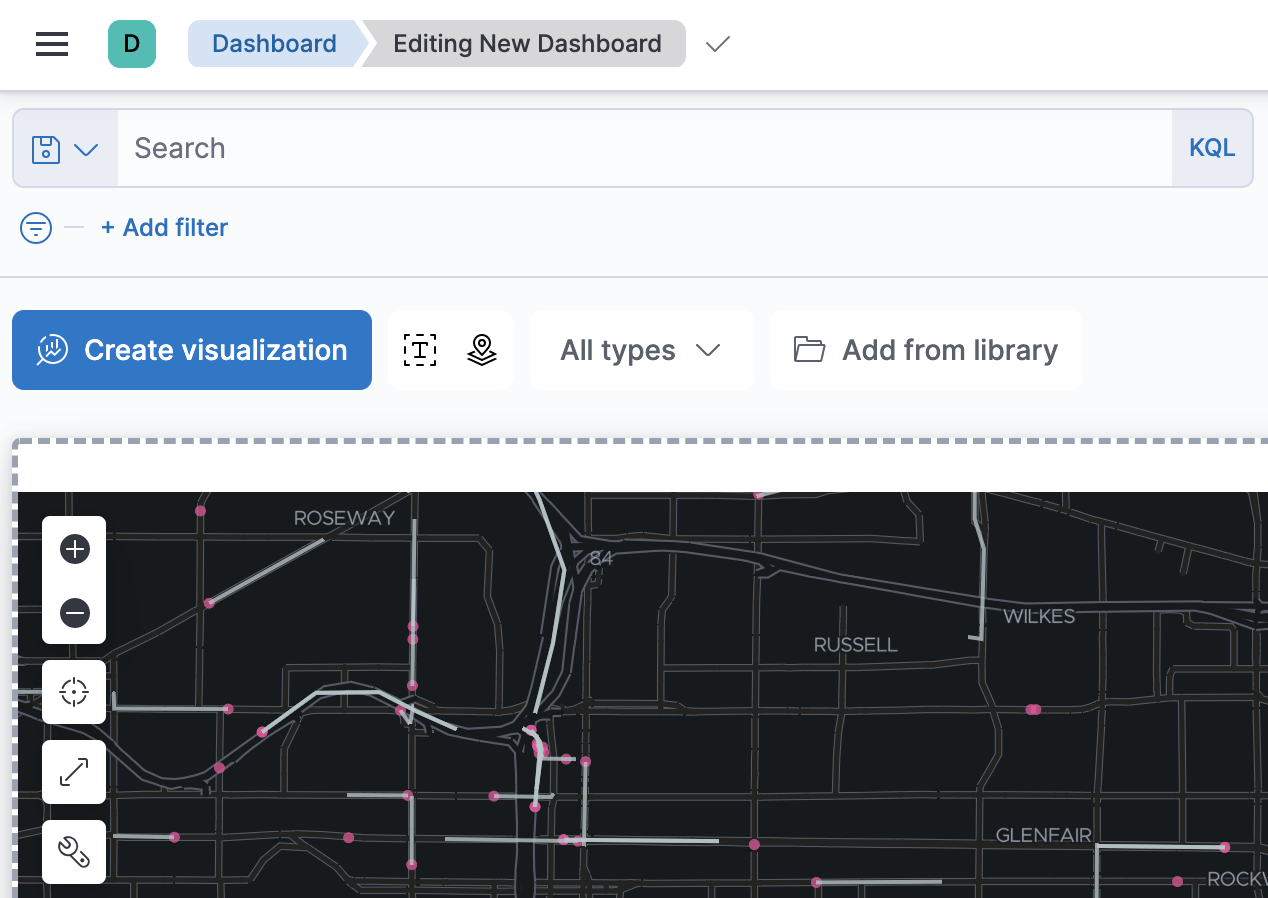 D Dashboard Editing New Dashboard
Search KQL
+ Add filter
Create visualization T All types Add from library
ROSEWAY
84
WILKES
RUSSELL
GLENFAIR
ROCKW